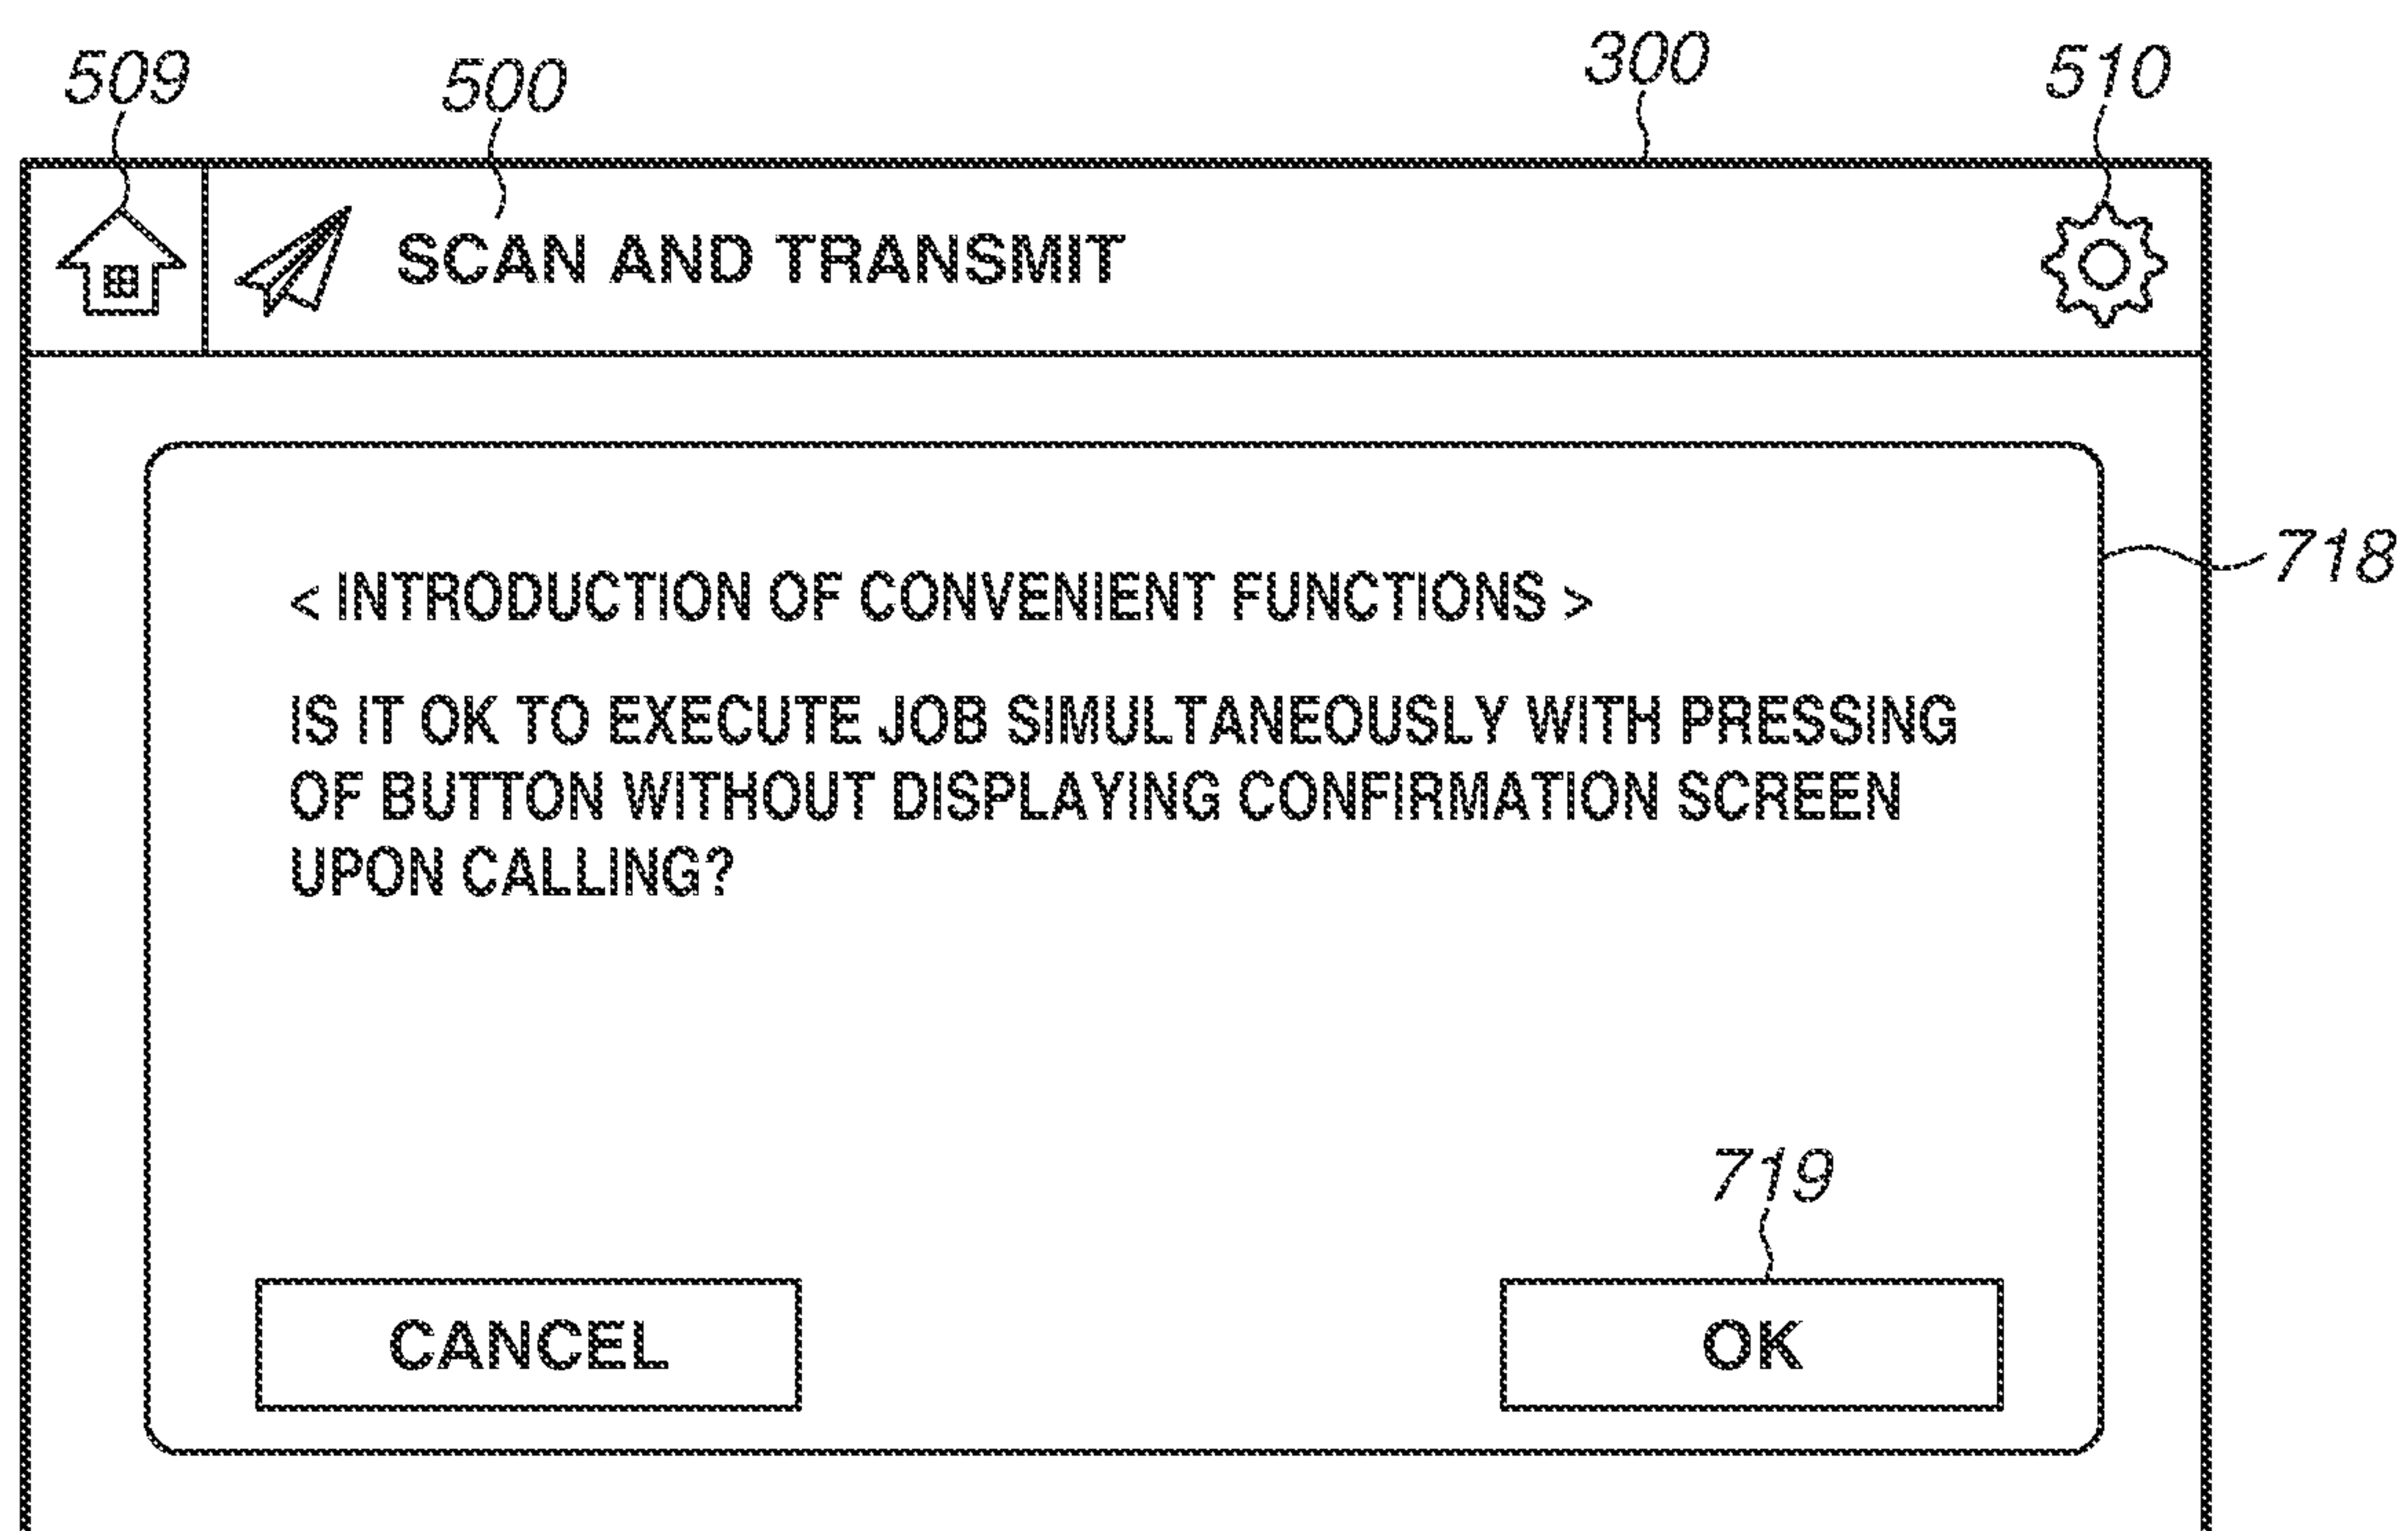 509 500 300 510
SCAN AND TRANSMIT
718
< INTRODUCTION OF CONVENIENT FUNCTIONS >
IS IT OK TO EXECUTE JOB SIMULTANEOUSLY WITH PRESSING
OF BUTTON WITHOUT DISPLAYING CONFIRMATION SCREEN
UPON CALLING?
719
CANCEL OK